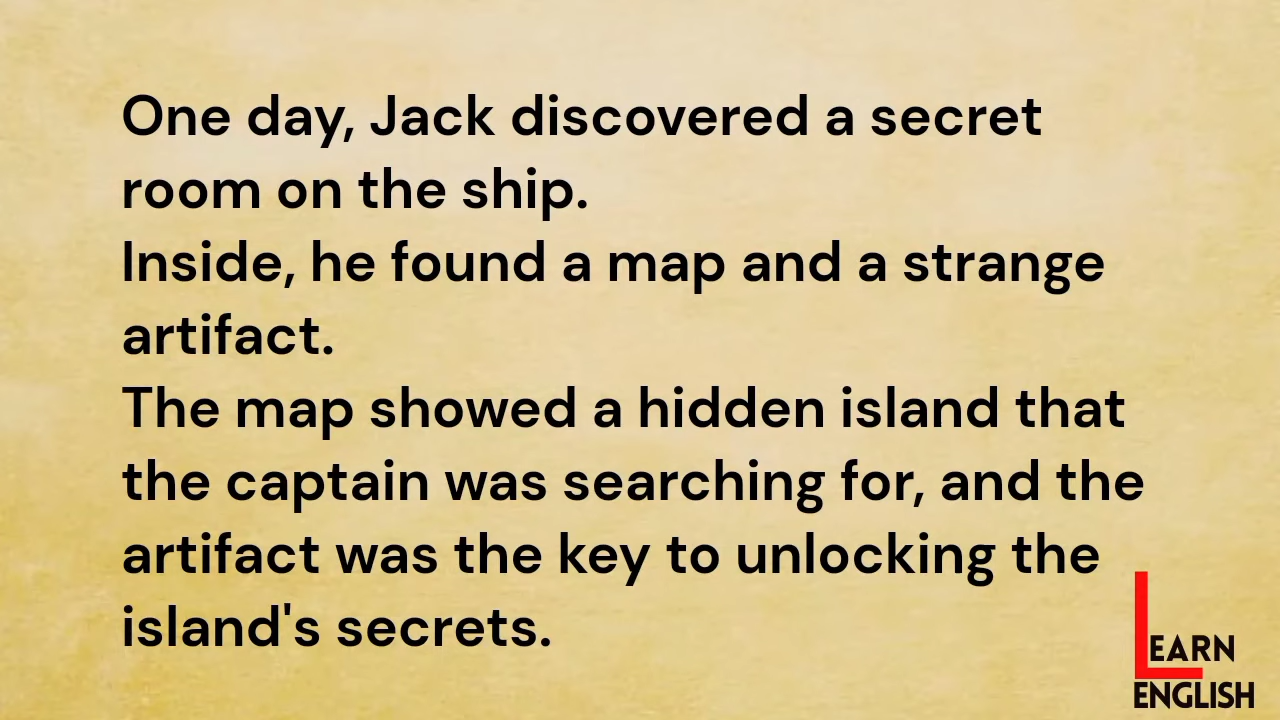 One day, Jack discovered a secret
room on the ship.
Inside, he found a map and a strange
artifact.
The map showed a hidden island that
the captain was searching for, and the
artifact was the key to unlocking the
island's secrets.
LEARN
ENGLISH